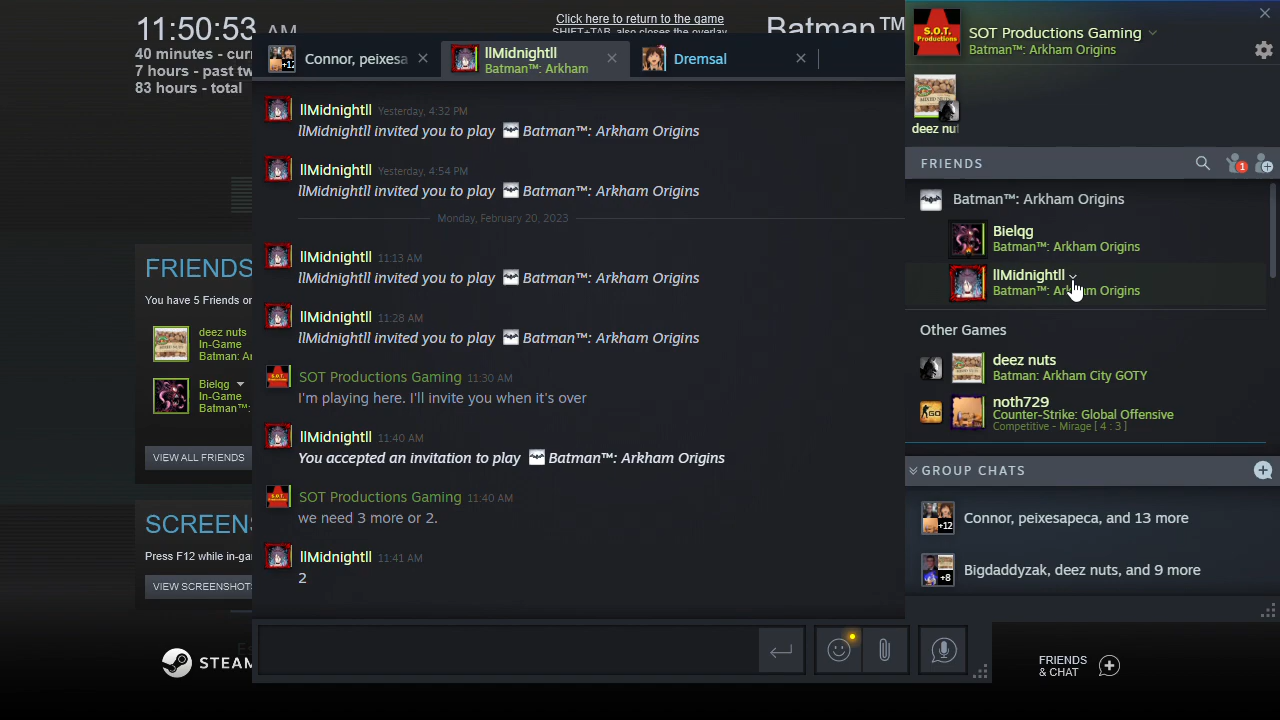 11:50:53 AM
40 minutes - curr
7 hours - past tw
83 hours - total
Click here to return to the game
SHIFT+TAB also closes the overlay
Batman™
FRIENDS
You have 5 Friends or
deez nuts
In-Game
Batman: Ar
Bielqg
In-Game
Batman™:
VIEW ALL FRIENDS
SCREENS
Press F12 while in-ga
VIEW SCREENSHOT
STEAM
Connor, peixesa
+12
llMidnightll
Batman™: Arkham
Dremsal
llMidnightll Yesterday, 4:32 PM
llMidnightll invited you to play Batman™: Arkham Origins
llMidnightll Yesterday, 4:54 PM
llMidnightll invited you to play Batman™: Arkham Origins
Monday, February 20, 2023
llMidnightll 11:13 AM
llMidnightll invited you to play Batman™: Arkham Origins
llMidnightll 11:28 AM
llMidnightll invited you to play Batman™: Arkham Origins
SOT Productions Gaming 11:30 AM
I'm playing here. I'll invite you when it's over
llMidnightll 11:40 AM
You accepted an invitation to play Batman™: Arkham Origins
SOT Productions Gaming 11:40 AM
we need 3 more or 2.
llMidnightll 11:41 AM
2
S.O.T.
Productions
SOT Productions Gaming
Batman™: Arkham Origins
deez nut
FRIENDS
1
Batman™: Arkham Origins
Bielqg
Batman™: Arkham Origins
llMidnightll
Batman™: Arkham Origins
Other Games
deez nuts
Batman: Arkham City GOTY
noth729
Counter-Strike: Global Offensive
Competitive - Mirage [ 4 : 3 ]
GROUP CHATS
+12
Connor, peixesapeca, and 13 more
+8
Bigdaddyzak, deez nuts, and 9 more
FRIENDS
& CHAT